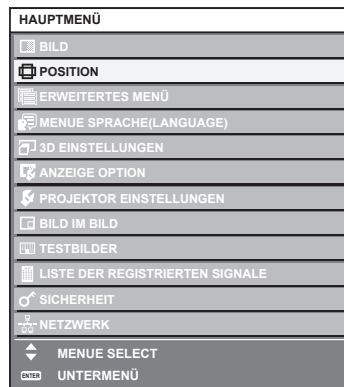 HAUPTMENÜ
BILD
POSITION
ERWEITERTES MENÜ
MENUE SPRACHE(LANGUAGE)
3D EINSTELLUNGEN
ANZEIGE OPTION
PROJEKTOR EINSTELLUNGEN
BILD IM BILD
TESTBILDER
LISTE DER REGISTRIERTEN SIGNALE
SICHERHEIT
NETZWERK
MENUE SELECT
ENTER UNTERMENÜ